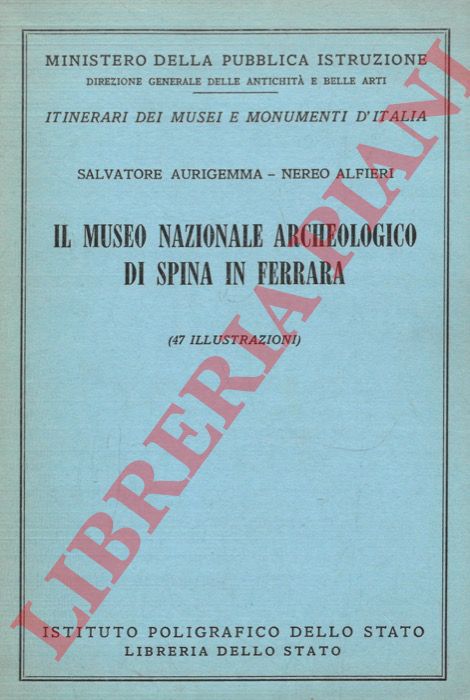 MINISTERO DELLA PUBBLICA ISTRUZIONE
DIREZIONE GENERALE DELLE ANTICHITÀ E BELLE ARTI
ITINERARI DEI MUSEI E MONUMENTI D'ITALIA
SALVATORE AURIGEMMA – NEREO ALFIERI
IL MUSEO NAZIONALE ARCHEOLOGICO
DI SPINA IN FERRARA
(47 ILLUSTRAZIONI)
LIBRERIA PIANI
ISTITUTO POLIGRAFICO DELLO STATO
LIBRERIA DELLO STATO